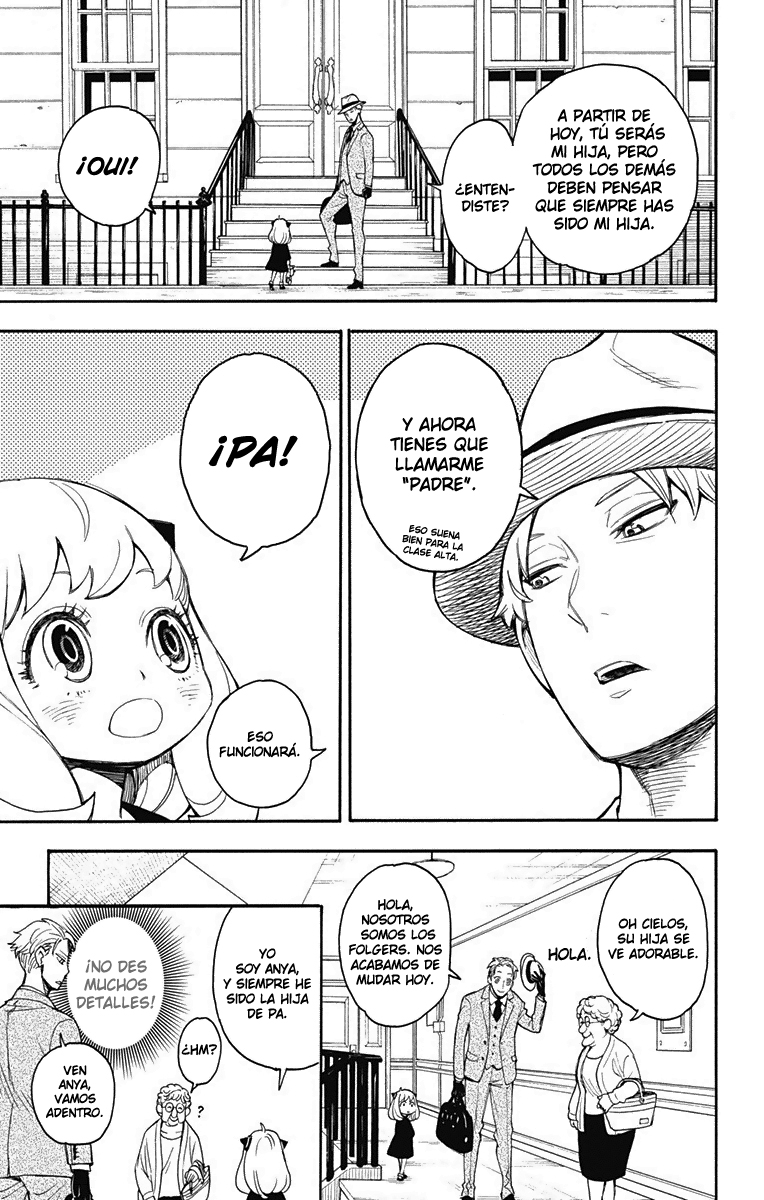 A PARTIR DE
HOY, TÚ SERÁS
MI HIJA, PERO
TODOS LOS DEMÁS
DEBEN PENSAR
QUE SIEMPRE HAS
SIDO MI HIJA.
¿ENTEN-
DISTE?
¡OUI!
Y AHORA
TIENES QUE
LLAMARME
“PADRE”.
ESO SUENA
BIEN PARA LA
CLASE ALTA.
¡PA!
ESO
FUNCIONARÁ.
OH CIELOS,
SU HIJA SE
VE ADORABLE.
HOLA.
HOLA,
NOSOTROS
SOMOS LOS
FOLGERS. NOS
ACABAMOS DE
MUDAR HOY.
YO
SOY ANYA,
Y SIEMPRE HE
SIDO LA HIJA
DE PA.
¿HM?
?
¡NO DES
MUCHOS
DETALLES!
VEN
ANYA,
VAMOS
ADENTRO.